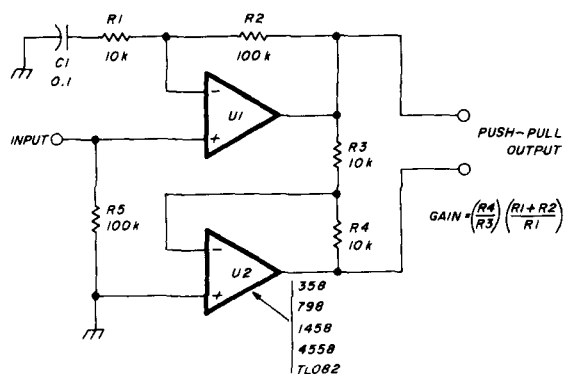 R1
10k
R2
100k
C1
0.1
-
U1
+
INPUT
R3
10k
PUSH-PULL
OUTPUT
R5
100k
R4
10k
GAIN = (R4/R3) (R1+R2/R1)
-
U2
+
358
798
1458
4558
TL082